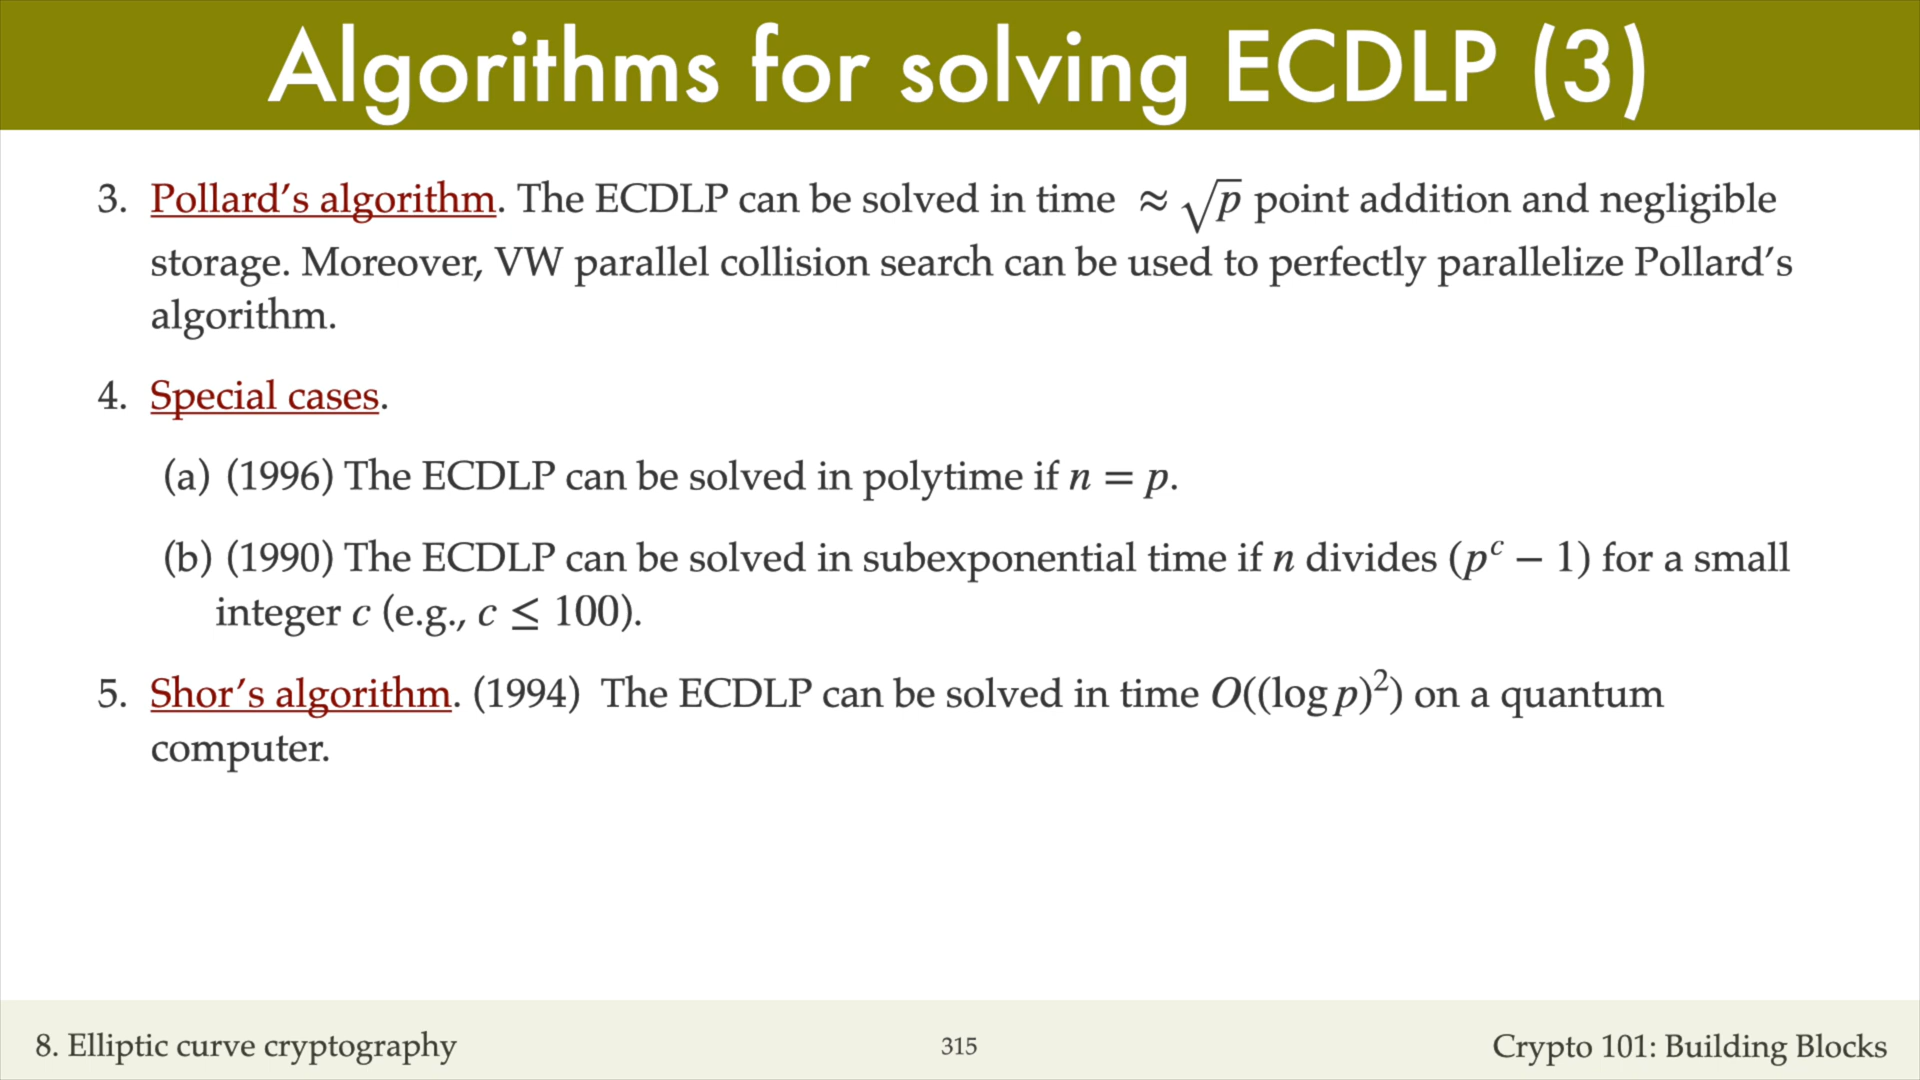 Algorithms for solving ECDLP (3)
3. Pollard’s algorithm. The ECDLP can be solved in time ≈ √p point addition and negligible
storage. Moreover, VW parallel collision search can be used to perfectly parallelize Pollard’s
algorithm.
4. Special cases.
(a) (1996) The ECDLP can be solved in polytime if n = p.
(b) (1990) The ECDLP can be solved in subexponential time if n divides (p^c − 1) for a small
integer c (e.g., c ≤ 100).
5. Shor’s algorithm. (1994) The ECDLP can be solved in time O((log p)²) on a quantum
computer.
8. Elliptic curve cryptography
315
Crypto 101: Building Blocks